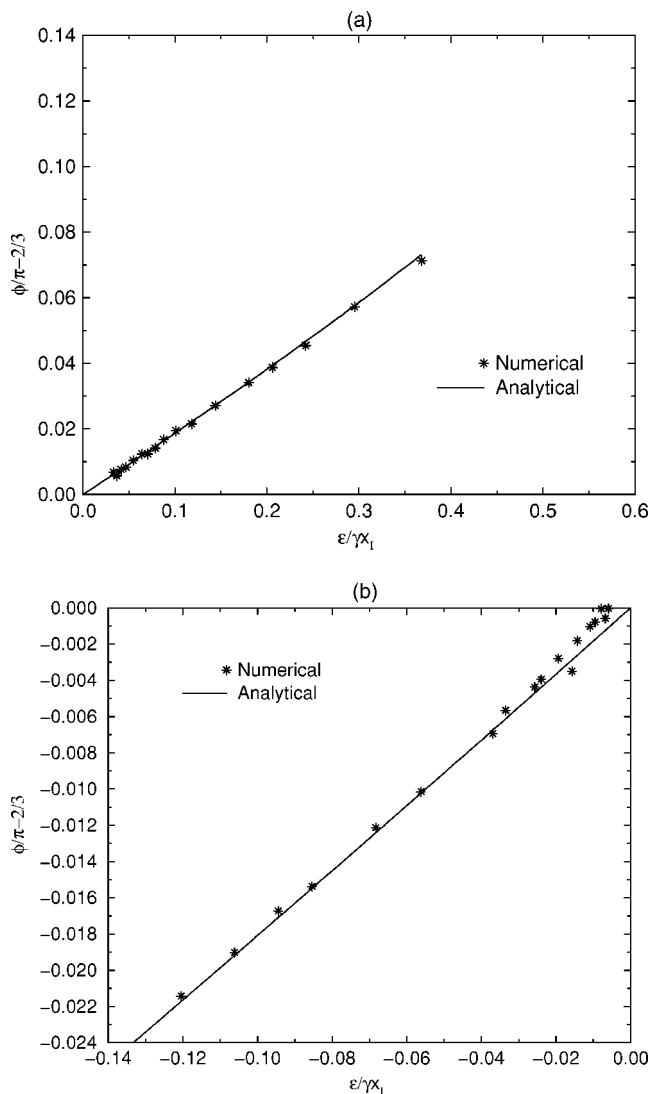 (a)
0.14
0.12
0.10
0.08
0.06
0.04
0.02
0.00
ϕ/π−2/3
Numerical
Analytical
0.0 0.1 0.2 0.3 0.4 0.5 0.6
ε/γx_I
(b)
0.000
−0.002
−0.004
−0.006
−0.008
−0.010
−0.012
−0.014
−0.016
−0.018
−0.020
−0.022
−0.024
ϕ/π−2/3
Numerical
Analytical
−0.14 −0.12 −0.10 −0.08 −0.06 −0.04 −0.02 0.00
ε/γx_I